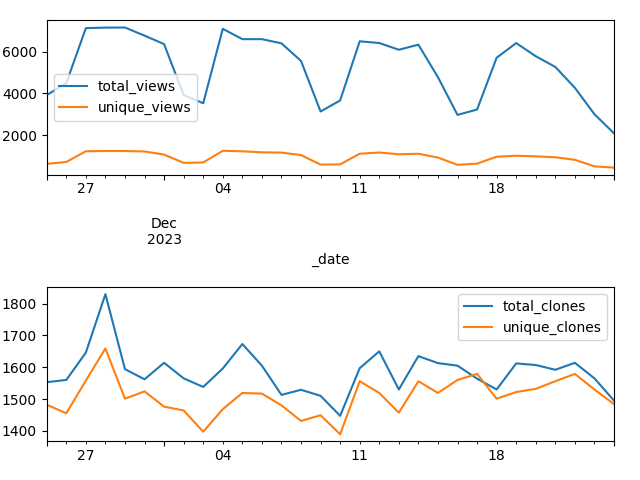 6000
4000
2000
total_views
unique_views
27
04
11
18
Dec
2023
_date
1800
1700
1600
1500
1400
total_clones
unique_clones
27
04
11
18